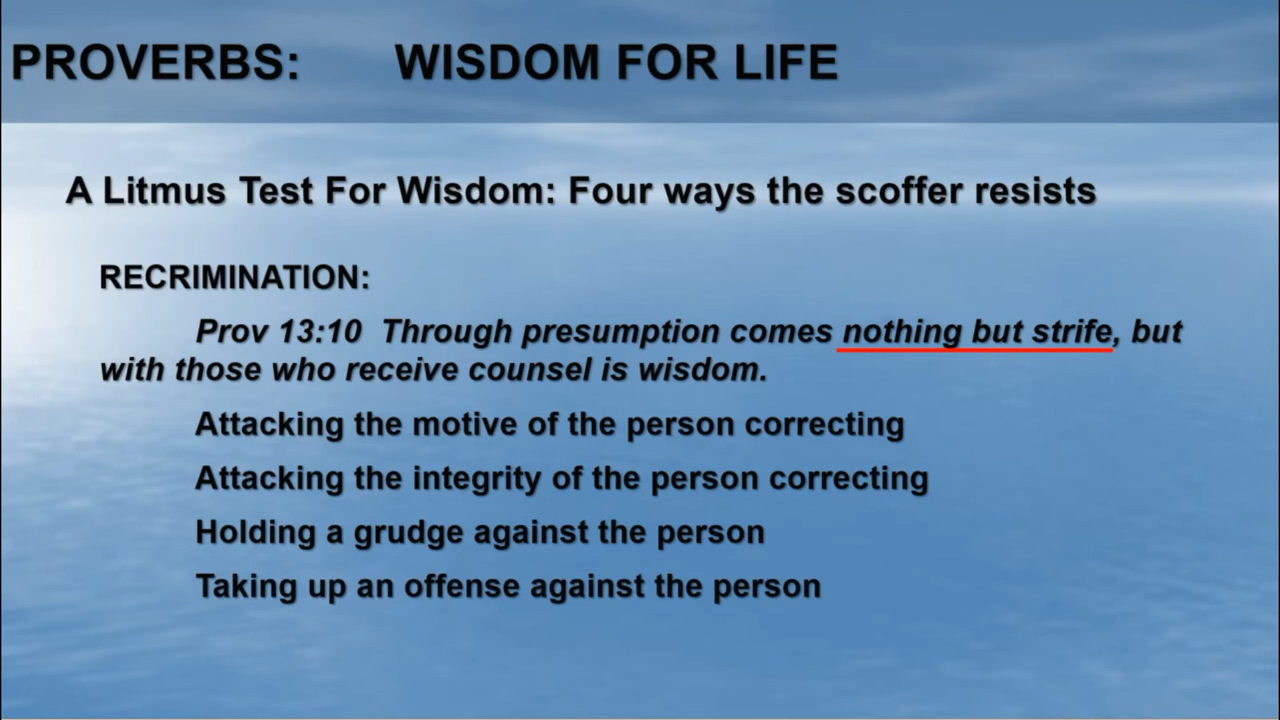 PROVERBS: WISDOM FOR LIFE
A Litmus Test For Wisdom: Four ways the scoffer resists
RECRIMINATION:
Prov 13:10 Through presumption comes nothing but strife, but
with those who receive counsel is wisdom.
Attacking the motive of the person correcting
Attacking the integrity of the person correcting
Holding a grudge against the person
Taking up an offense against the person